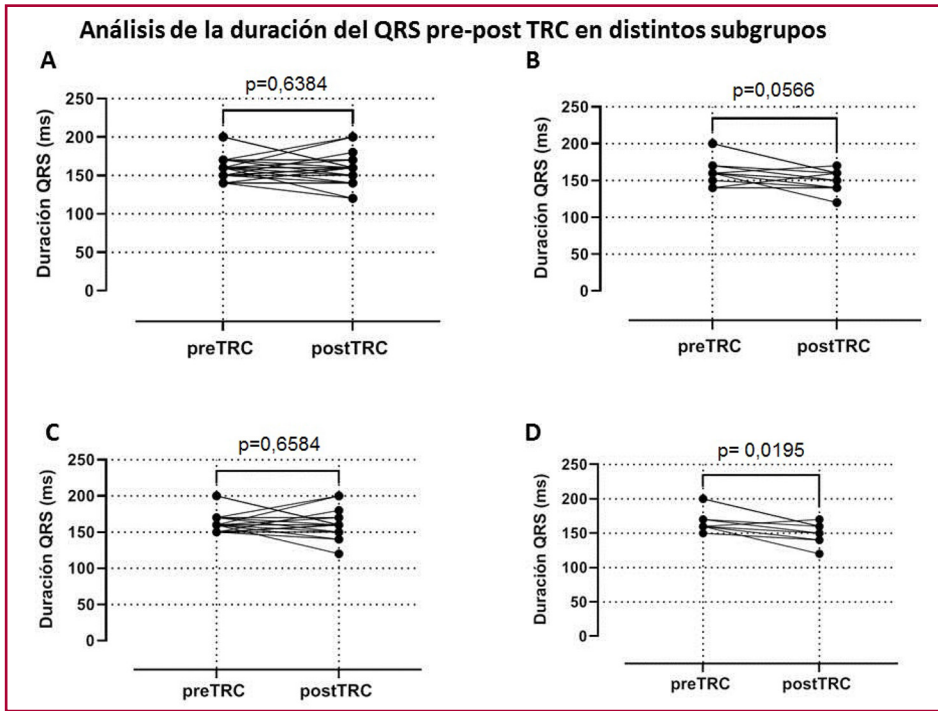 Análisis de la duración del QRS pre-post TRC en distintos subgrupos
A
p=0,6384
Duración QRS (ms)
250
200
150
100
50
0
preTRC
postTRC
B
p=0,0566
Duración QRS (ms)
250
200
150
100
50
0
preTRC
postTRC
C
p=0,6584
Duración QRS (ms)
250
200
150
100
50
0
preTRC
postTRC
D
p= 0,0195
Duración QRS (ms)
250
200
150
100
50
0
preTRC
postTRC